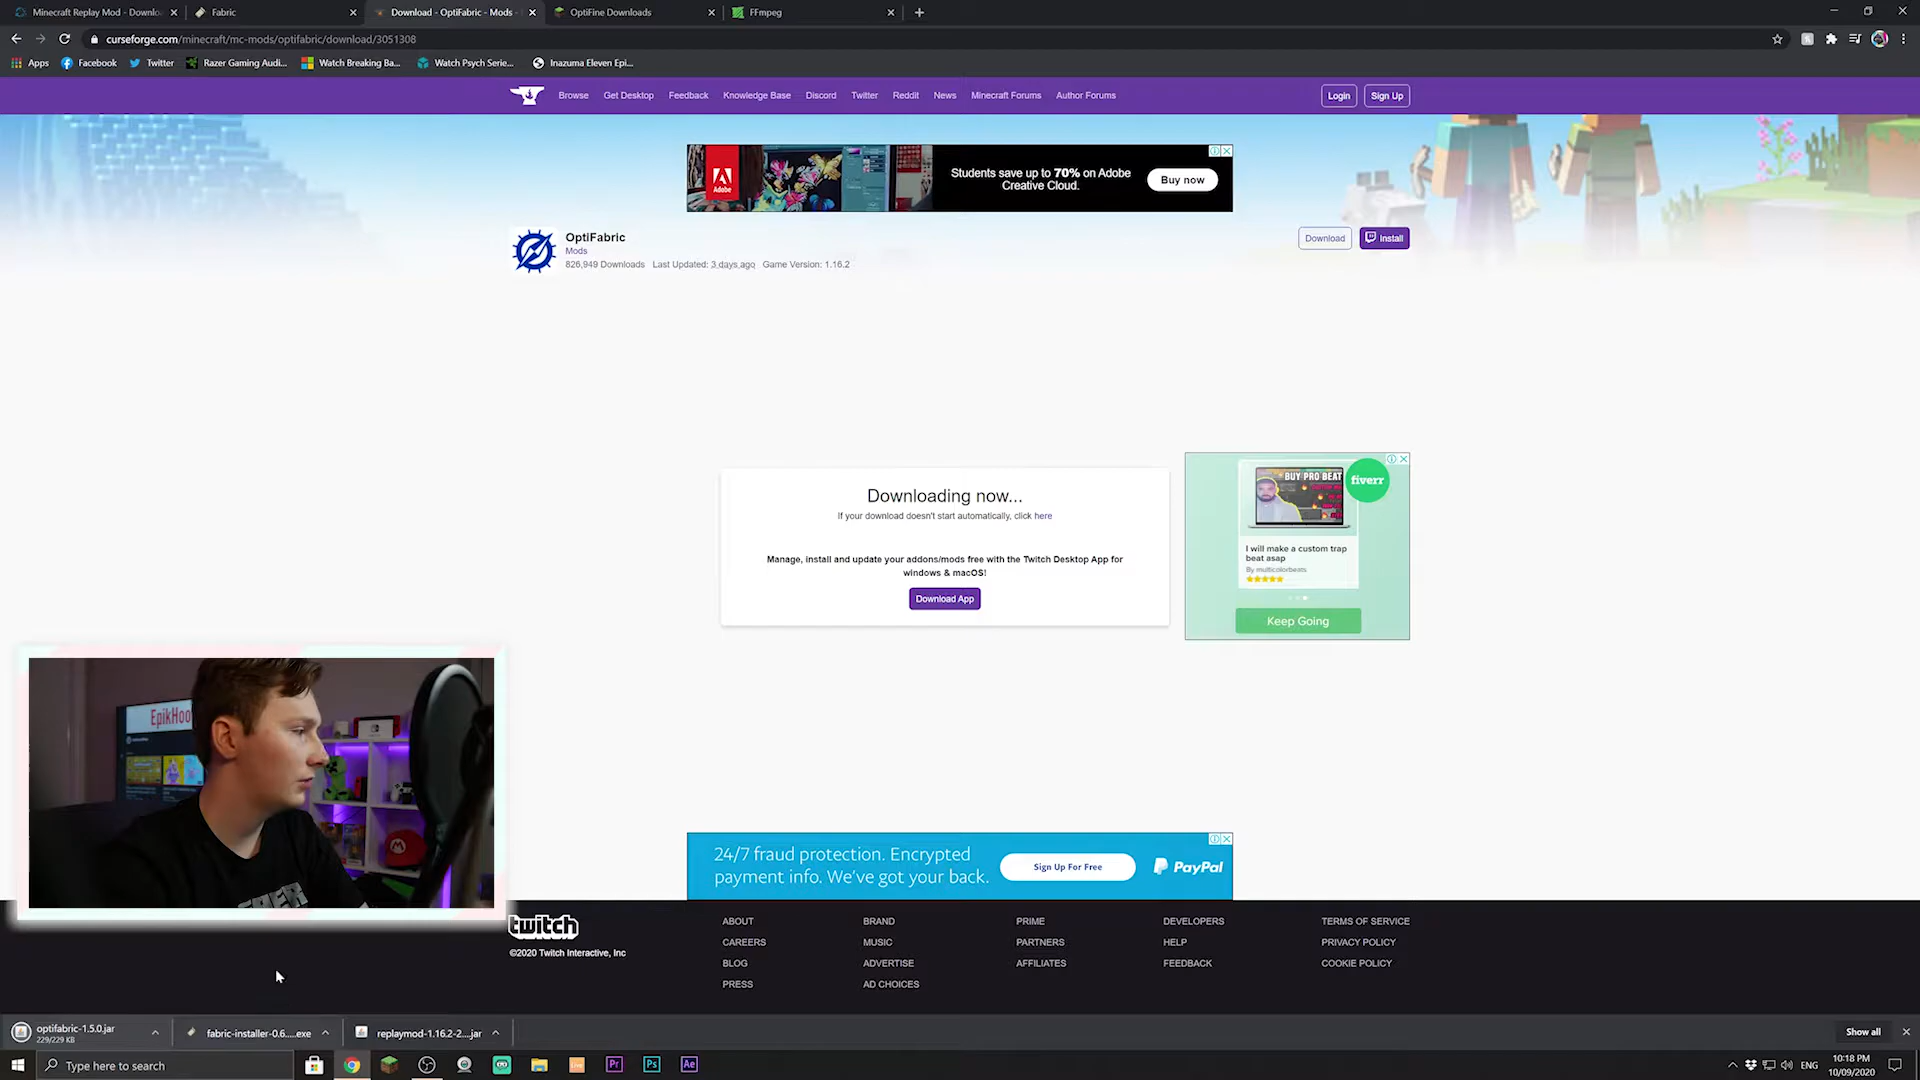 Minecraft Replay Mod - Downlo
Fabric
Download - OptiFabric - Mods -
OptiFine Downloads
FFmpeg
curseforge.com/minecraft/mc-mods/optifabric/download/3051308
Apps
Facebook
Twitter
Razer Gaming Audi...
Watch Breaking Ba...
Watch Psych Serie...
Inazuma Eleven Epi...
Browse
Get Desktop
Feedback
Knowledge Base
Discord
Twitter
Reddit
News
Minecraft Forums
Author Forums
Login
Sign Up
Adobe
Students save up to 70% on Adobe
Creative Cloud.
Buy now
OptiFabric
Mods
826,949 Downloads Last Updated: 3 days ago Game Version: 1.16.2
Download
Install
Downloading now...
If your download doesn't start automatically, click here
Manage, install and update your addons/mods free with the Twitch Desktop App for
windows & macOS!
Download App
BUY PRO BEAT
fiverr
I will make a custom trap
beat asap
By multicolorbeats
Keep Going
EpikHoo
24/7 fraud protection. Encrypted
payment info. We've got your back.
Sign Up For Free
PayPal
twitch
©2020 Twitch Interactive, Inc
ABOUT
CAREERS
BLOG
PRESS
BRAND
MUSIC
ADVERTISE
AD CHOICES
PRIME
PARTNERS
AFFILIATES
DEVELOPERS
HELP
FEEDBACK
TERMS OF SERVICE
PRIVACY POLICY
COOKIE POLICY
optifabric-1.5.0.jar
229/229 KB
fabric-installer-0.6....exe
replaymod-1.16.2-2....jar
Show all
Type here to search
Pr
Ps
Ae
ENG
10:18 PM
10/09/2020